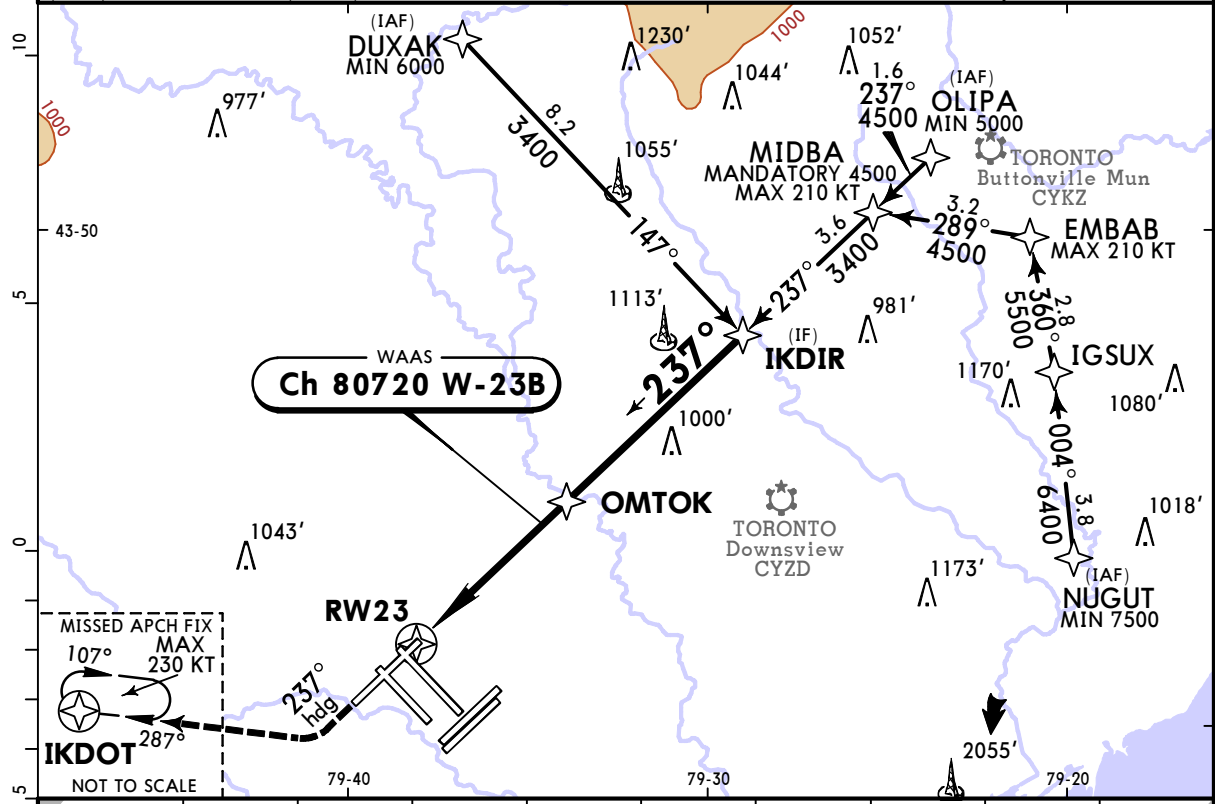 (IAF)
DUXAK
MIN 6000
1230'
1000
1052'
1044'
1.6
237°
4500
(IAF)
OLIPA
MIN 5000
10
977'
1000
8.2
3400
1055'
147°
MIDBA
MANDATORY 4500
MAX 210 KT
TORONTO
Buttonville Mun
CYKZ
3.2
289°
4500
EMBAB
MAX 210 KT
43-50
3.6
3400
237°
5
1113'
981'
2.8
360°
5500
(IF)
IKDIR
237°
WAAS
Ch 80720 W-23B
IGSUX
1170'
1080'
1000'
004°
6400
3.8
OMTOK
TORONTO
Downsview
CYZD
1018'
1043'
0
1173'
(IAF)
NUGUT
MIN 7500
RW23
MISSED APCH FIX
MAX
230 KT
107°
237°
hdg
287°
IKDOT
NOT TO SCALE
2055'
79-40
79-30
79-20
5